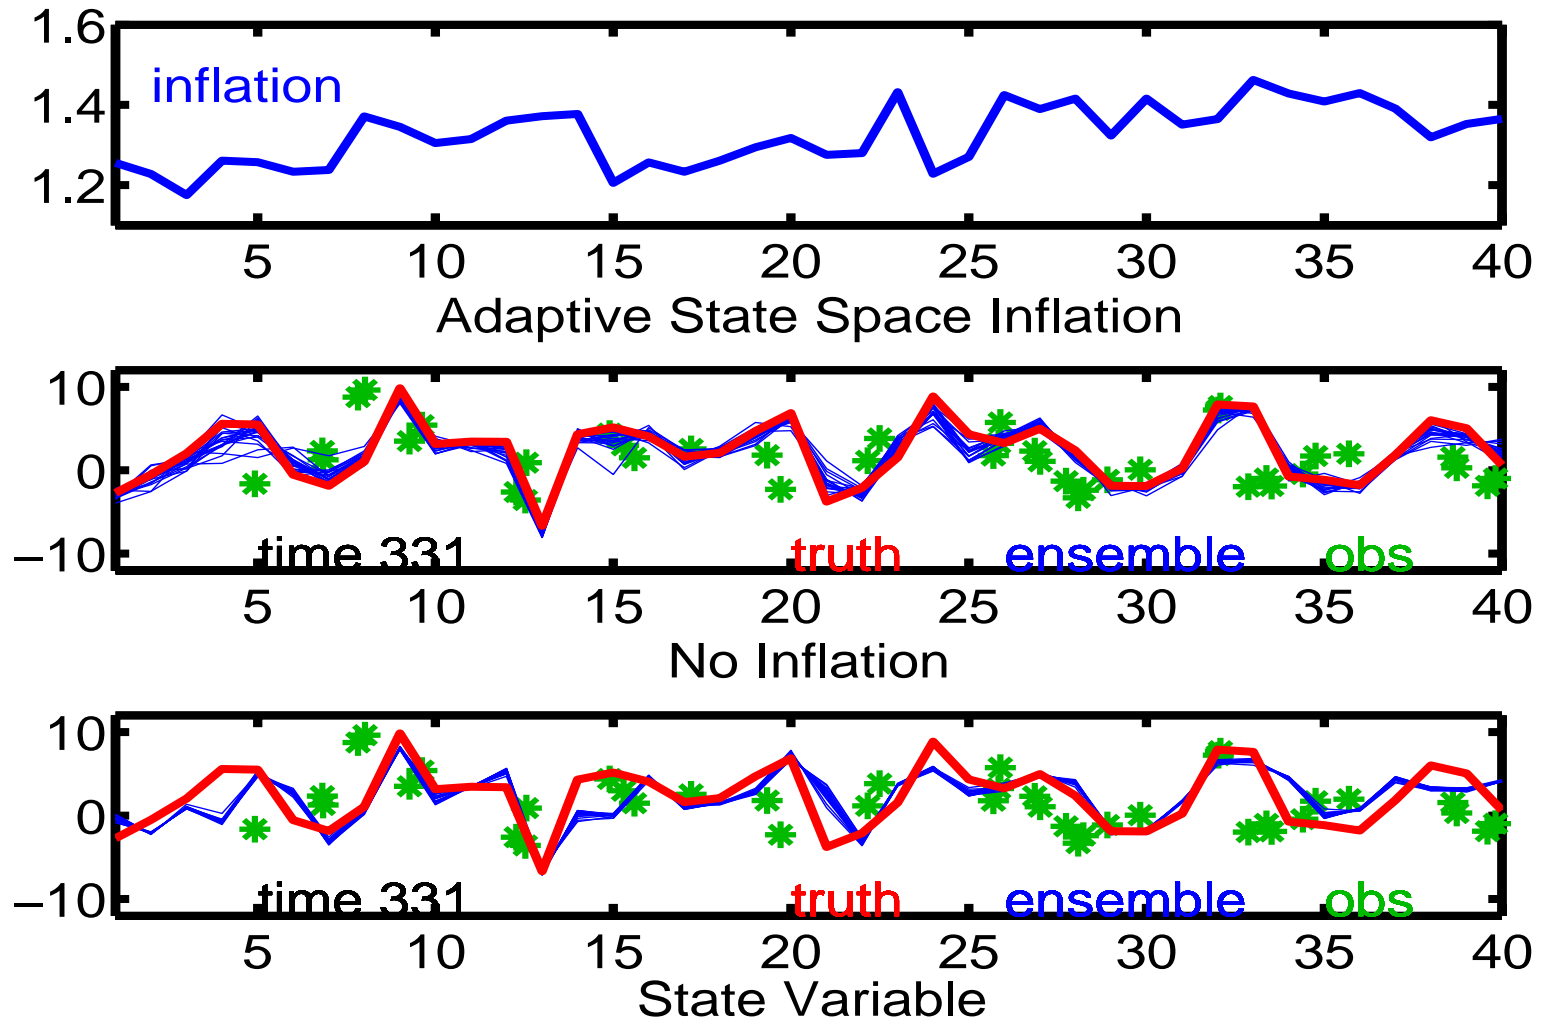 1.6
inflation
1.4
1.2
5 10 15 20 25 30 35 40
Adaptive State Space Inflation
10
0
−10
time 331 truth ensemble obs
5 10 15 20 25 30 35 40
No Inflation
10
0
−10
time 331 truth ensemble obs
5 10 15 20 25 30 35 40
State Variable